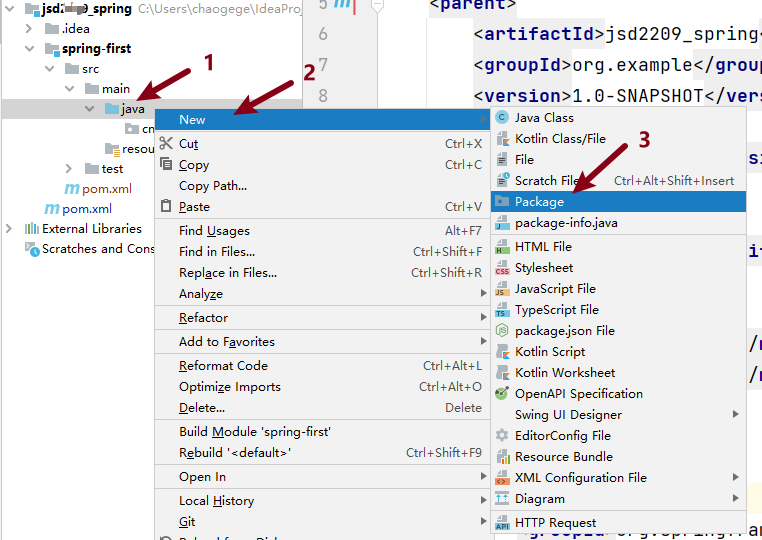 jsd2209_spring C:\Users\chaogege\IdeaProj
.idea
spring-first
src
main
java
cn
resou
test
pom.xml
pom.xml
External Libraries
Scratches and Cons
1
2
3
5
6
7
8
<parent>
<artifactId>jsd2209_spring
<groupId>org.example</group
<version>1.0-SNAPSHOT</vers
New
Cut Ctrl+X
Copy Ctrl+C
Copy Path...
Paste Ctrl+V
Find Usages Alt+F7
Find in Files... Ctrl+Shift+F
Replace in Files... Ctrl+Shift+R
Analyze
Refactor
Add to Favorites
Reformat Code Ctrl+Alt+L
Optimize Imports Ctrl+Alt+O
Delete... Delete
Build Module 'spring-first'
Rebuild '<default>' Ctrl+Shift+F9
Open In
Local History
Git
Java Class
Kotlin Class/File
File
Scratch File Ctrl+Alt+Shift+Insert
Package
package-info.java
HTML File
Stylesheet
JavaScript File
TypeScript File
package.json File
Kotlin Script
Kotlin Worksheet
OpenAPI Specification
Swing UI Designer
EditorConfig File
Resource Bundle
XML Configuration File
Diagram
HTTP Request